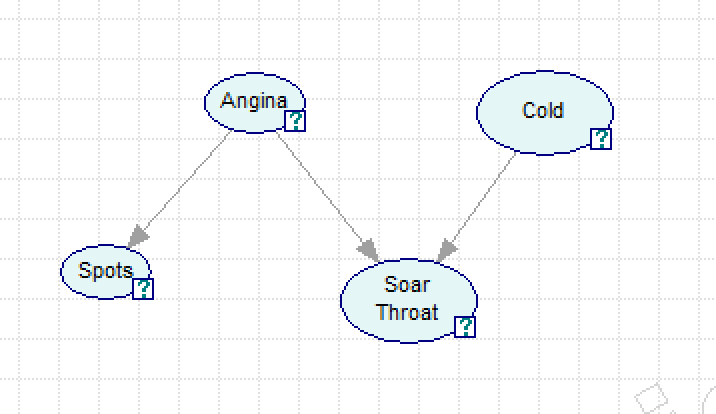 Angina
?
Cold
?
Spots
?
Soar
Throat
?